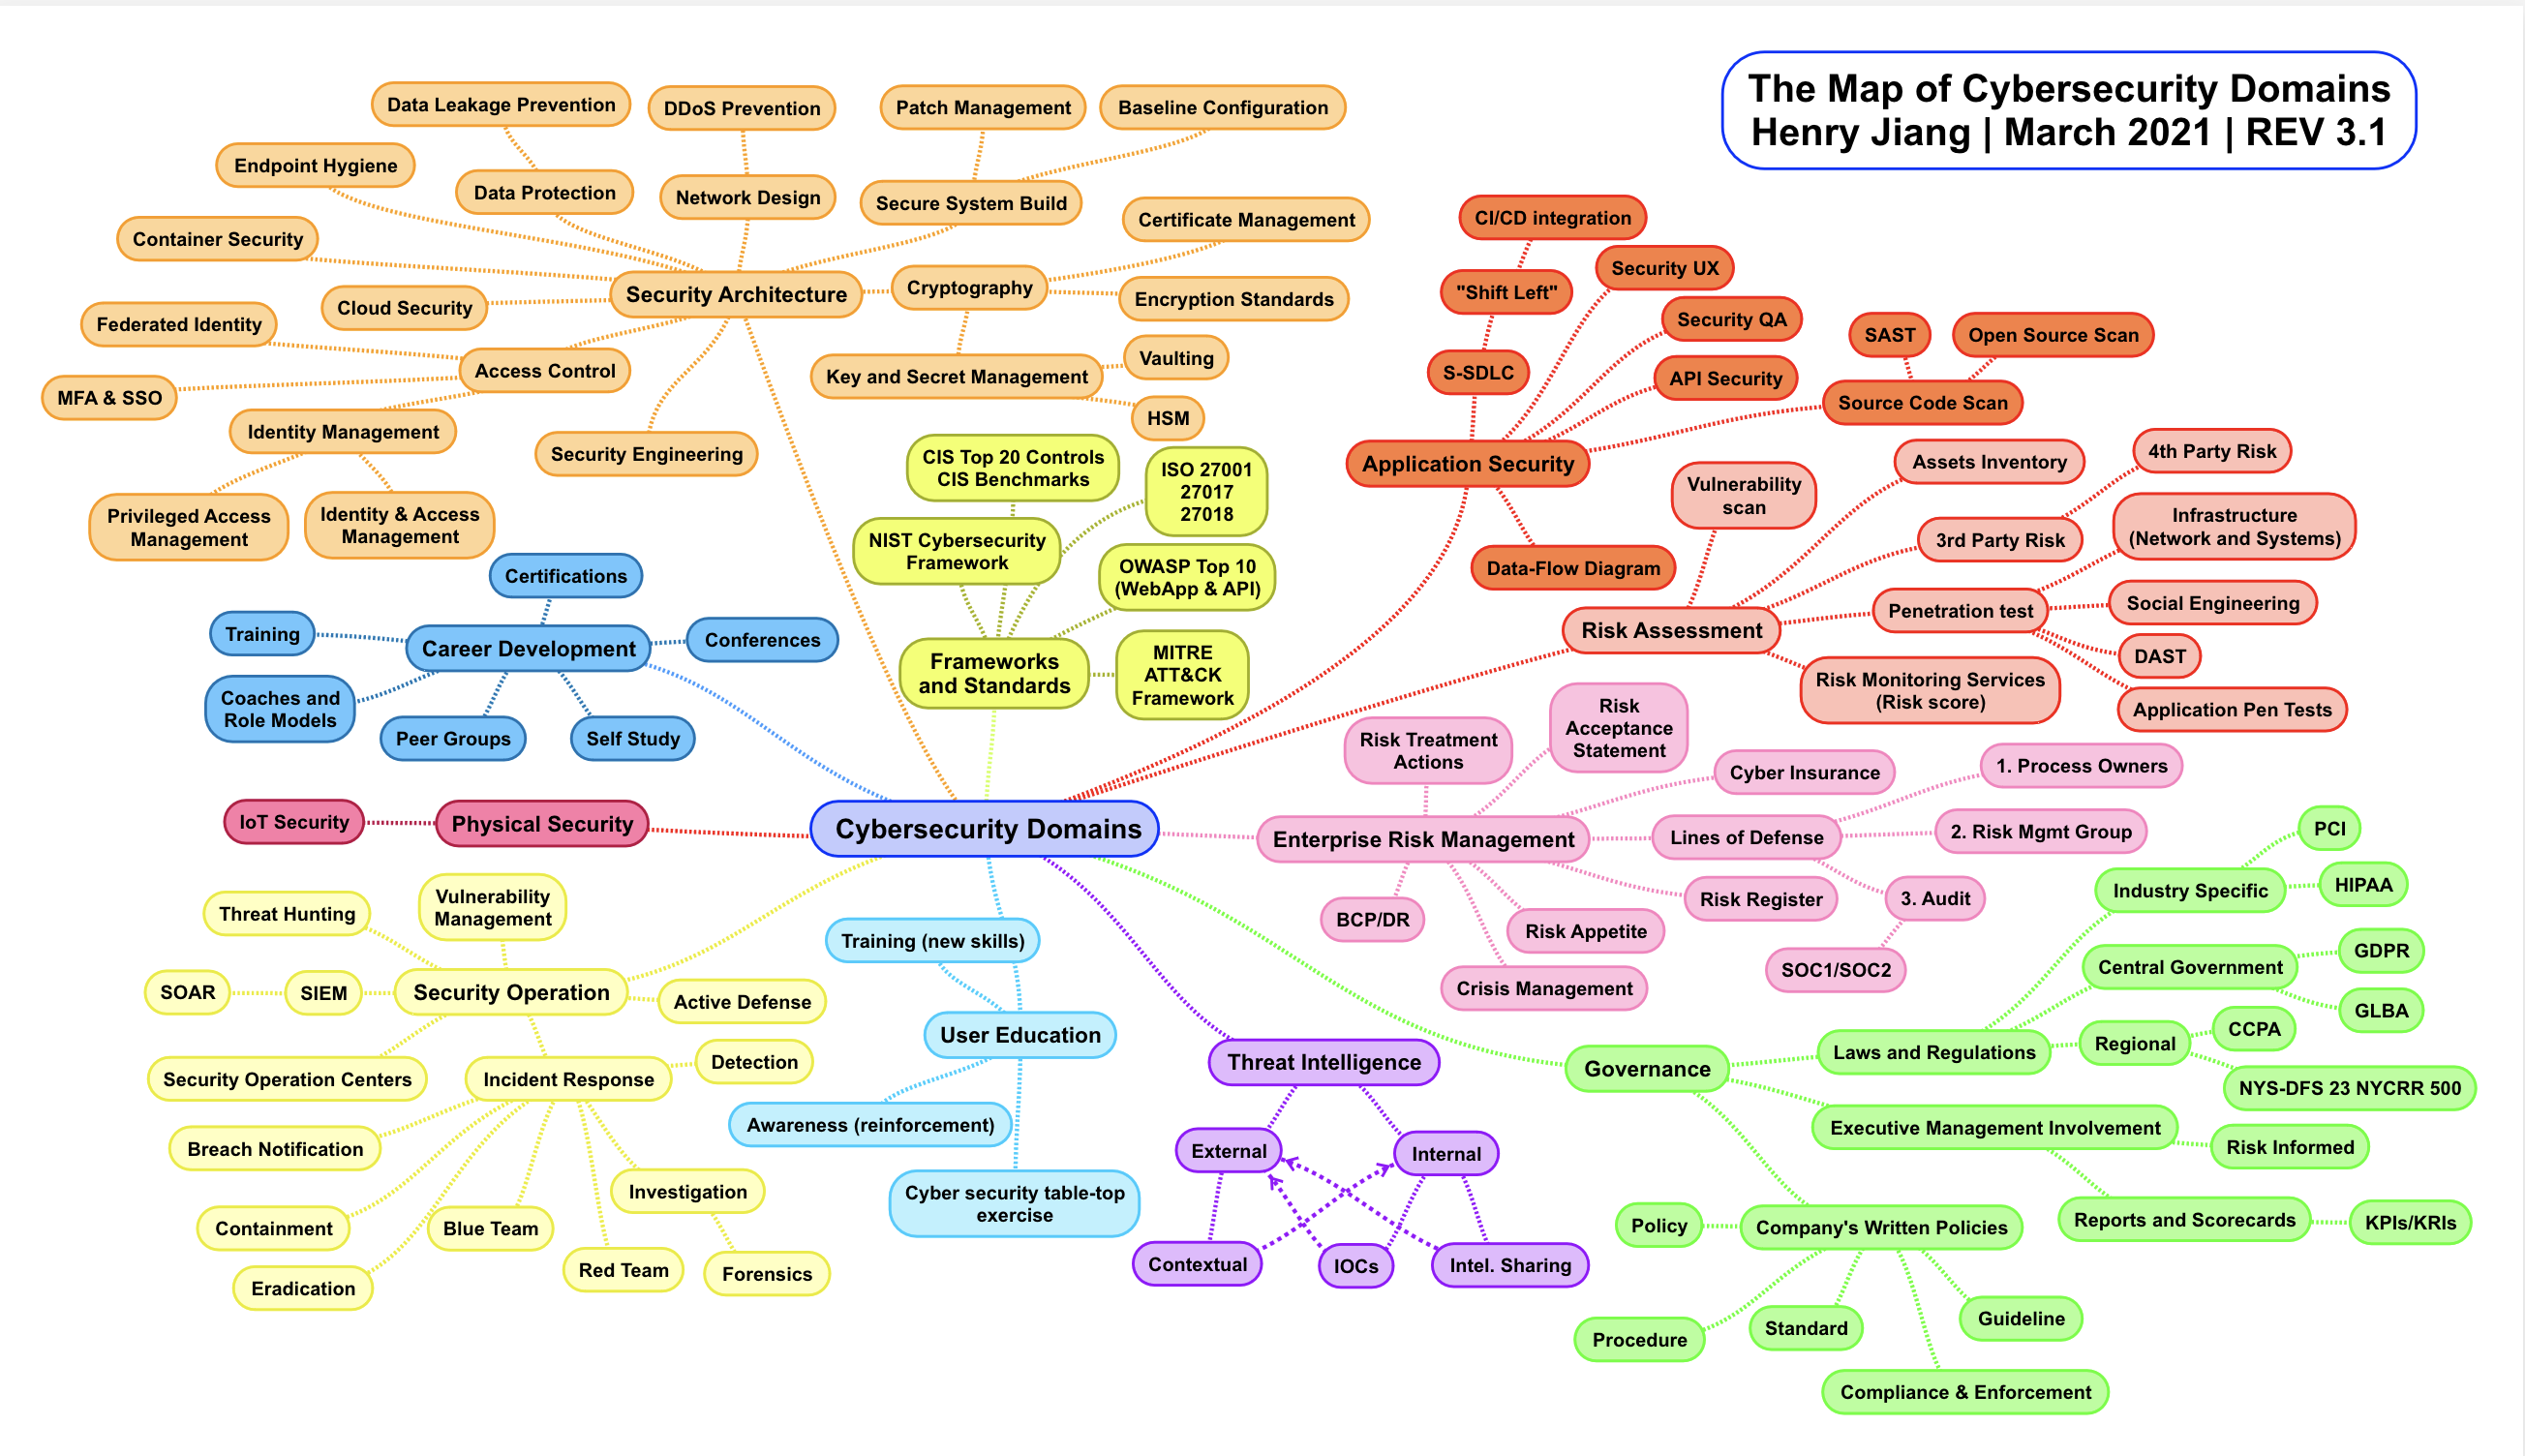 The Map of Cybersecurity Domains
Henry Jiang | March 2021 | REV 3.1
Data Leakage Prevention
DDoS Prevention
Patch Management
Baseline Configuration
Endpoint Hygiene
Data Protection
Network Design
Secure System Build
Container Security
Certificate Management
Security Architecture
Cryptography
Encryption Standards
Cloud Security
Federated Identity
Access Control
Key and Secret Management
Vaulting
HSM
MFA & SSO
Identity Management
Security Engineering
Privileged Access
Management
Identity & Access
Management
CI/CD integration
Security UX
"Shift Left"
Security QA
SAST
Open Source Scan
S-SDLC
API Security
Source Code Scan
Application Security
Data-Flow Diagram
CIS Top 20 Controls
CIS Benchmarks
ISO 27001
27017
27018
NIST Cybersecurity
Framework
OWASP Top 10
(WebApp & API)
Frameworks
and Standards
MITRE
ATT&CK
Framework
Vulnerability
scan
Assets Inventory
4th Party Risk
3rd Party Risk
Infrastructure
(Network and Systems)
Risk Assessment
Penetration test
Social Engineering
DAST
Risk Monitoring Services
(Risk score)
Application Pen Tests
Certifications
Training
Career Development
Conferences
Coaches and
Role Models
Peer Groups
Self Study
IoT Security
Physical Security
Cybersecurity Domains
Risk Treatment
Actions
Risk
Acceptance
Statement
Cyber Insurance
1. Process Owners
Enterprise Risk Management
Lines of Defense
2. Risk Mgmt Group
BCP/DR
Risk Appetite
Risk Register
3. Audit
Crisis Management
SOC1/SOC2
Threat Hunting
Vulnerability
Management
SOAR
SIEM
Security Operation
Active Defense
Security Operation Centers
Incident Response
Detection
Breach Notification
Containment
Blue Team
Investigation
Eradication
Red Team
Forensics
Training (new skills)
User Education
Awareness (reinforcement)
Cyber security table-top
exercise
Threat Intelligence
External
Internal
Contextual
IOCs
Intel. Sharing
PCI
Industry Specific
HIPAA
Central Government
GDPR
GLBA
Governance
Laws and Regulations
Regional
CCPA
NYS-DFS 23 NYCRR 500
Executive Management Involvement
Risk Informed
Policy
Company's Written Policies
Reports and Scorecards
KPIs/KRIs
Procedure
Standard
Guideline
Compliance & Enforcement